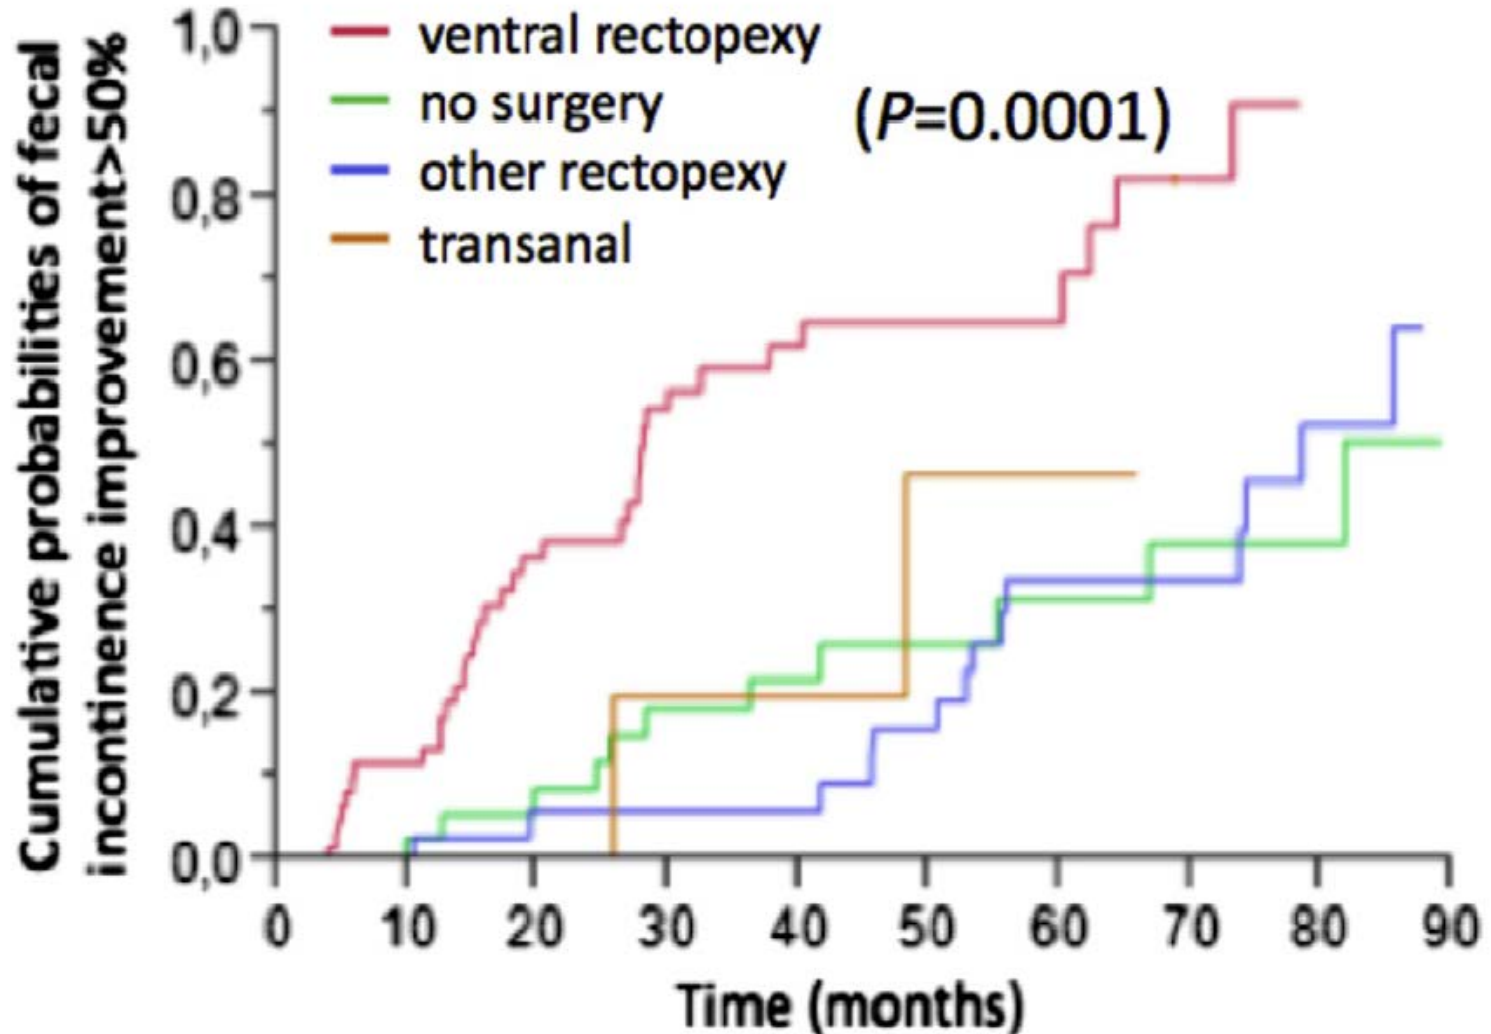 Cumulative probabilities of fecal
incontinence improvement>50%
1,0
0,8
0,6
0,4
0,2
0,0
ventral rectopexy
no surgery
other rectopexy
transanal
(P=0.0001)
0 10 20 30 40 50 60 70 80 90
Time (months)